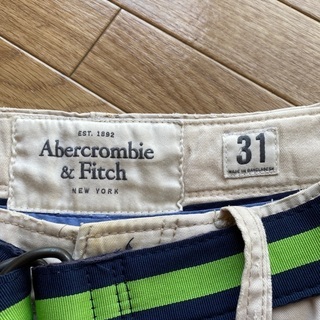 EST. 1892
Abercrombie
& Fitch
NEW YORK
31
MADE IN BANGLADESH